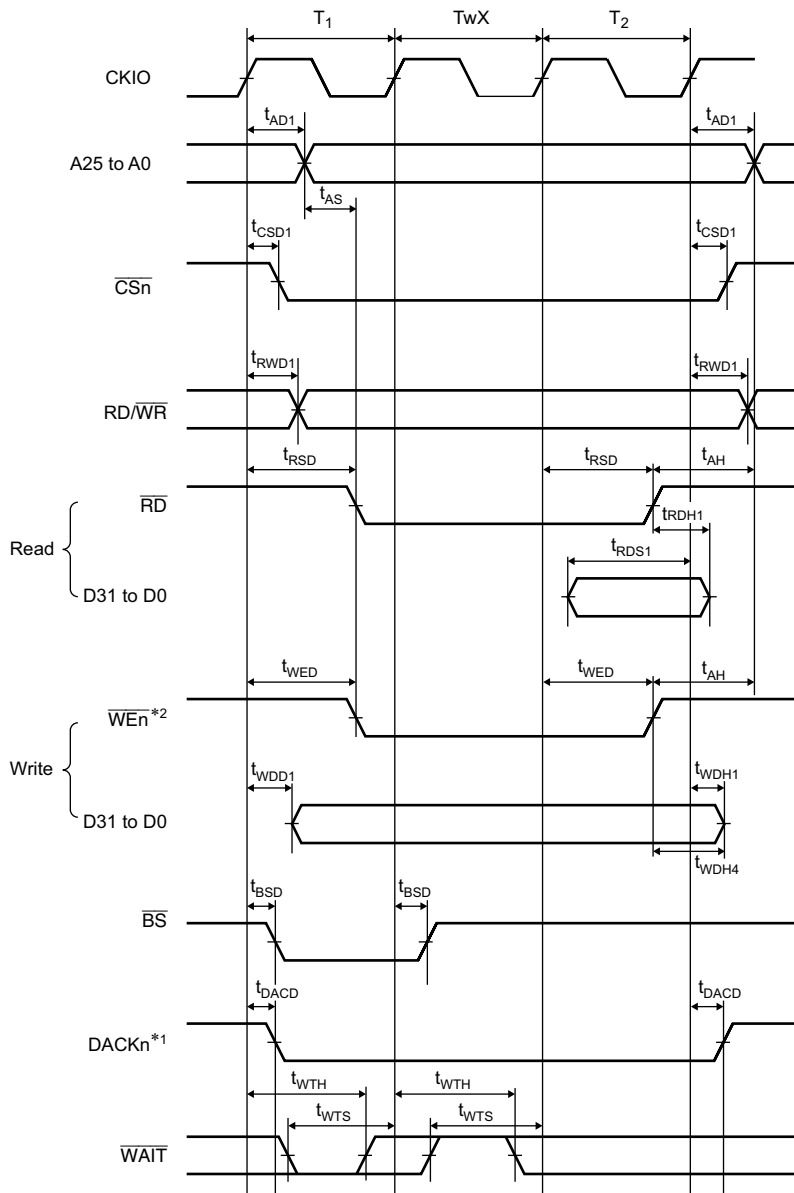 T1 TwX T2
CKIO
tAD1 tAD1
A25 to A0
tAS
tCSD1 tCSD1
CSn
tRWD1 tRWD1
RD/WR
tRSD tRSD tAH
RD
tRDH1
Read
tRDS1
D31 to D0
tWED tWED tAH
WEn*2
Write
tWDD1 tWDH1
D31 to D0
tWDH4
tBSD tBSD
BS
tDACD tDACD
DACKn*1
tWTH tWTH
tWTS tWTS
WAIT